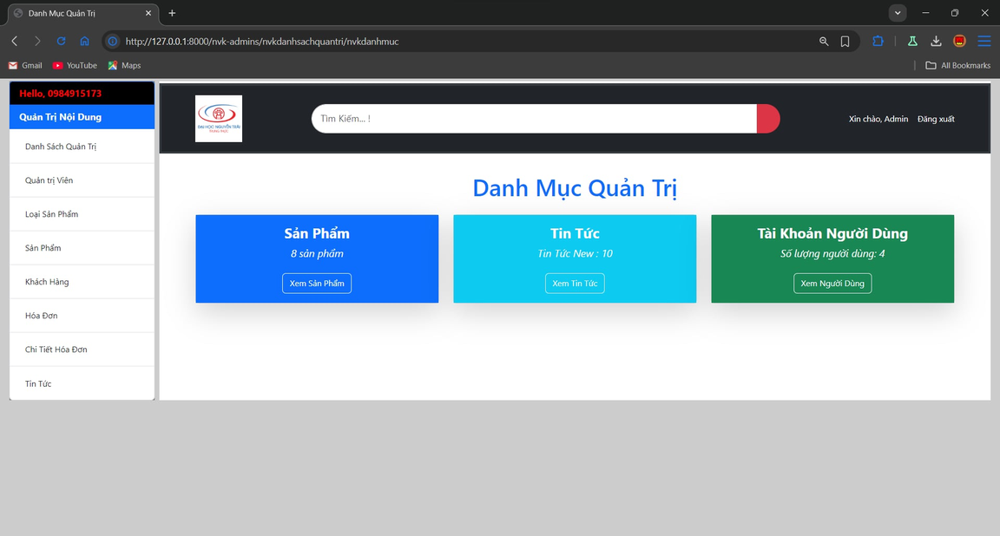 Danh Mục Quản Trị
http://127.0.0.1:8000/nvk-admins/nvkdanhsachquantri/nvkdanhmuc
Gmail
YouTube
Maps
All Bookmarks
Hello, 0984915173
Quản Trị Nội Dung
Danh Sách Quản Trị
Quản trị Viên
Loại Sản Phẩm
Sản Phẩm
Khách Hàng
Hóa Đơn
Chi Tiết Hóa Đơn
Tin Tức
ĐẠI HỌC NGUYỄN TRÃI
Tìm Kiếm... !
Xin chào, Admin
Đăng xuất
Danh Mục Quản Trị
Sản Phẩm
8 sản phẩm
Xem Sản Phẩm
Tin Tức
Tin Tức New : 10
Xem Tin Tức
Tài Khoản Người Dùng
Số lượng người dùng: 4
Xem Người Dùng